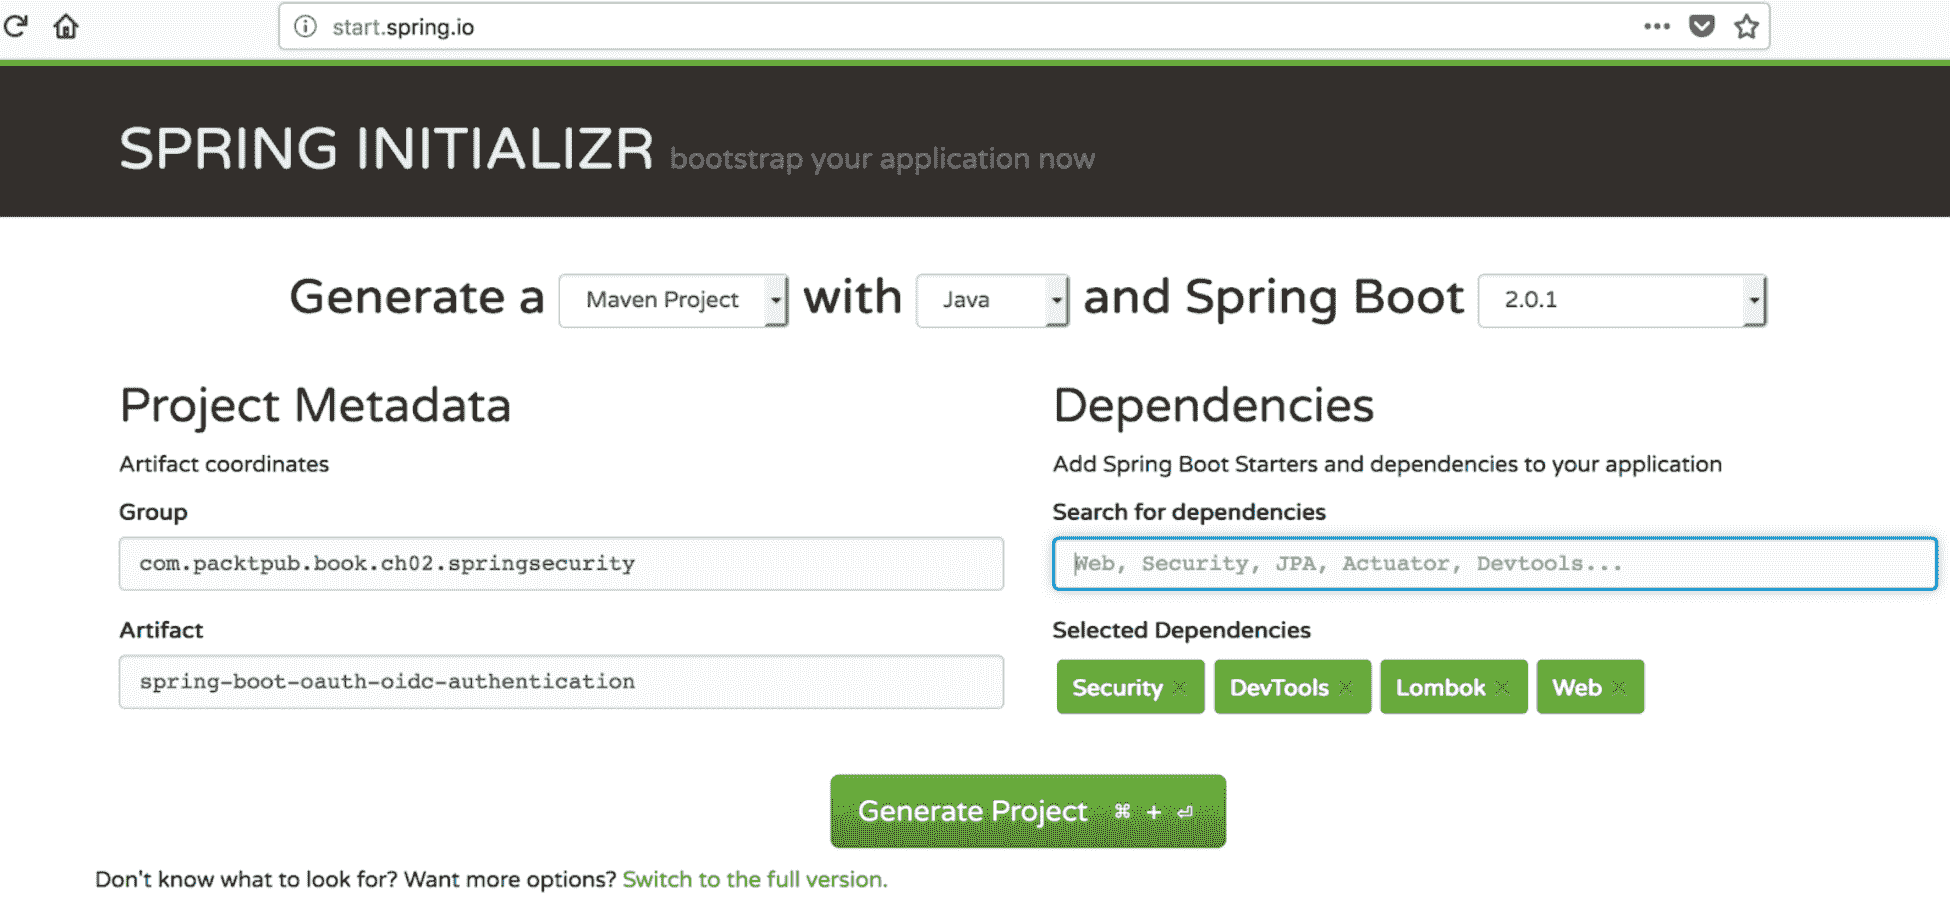 start.spring.io
SPRING INITIALIZR bootstrap your application now
Generate a Maven Project with Java and Spring Boot 2.0.1
Project Metadata
Artifact coordinates
Group
com.packtpub.book.ch02.springsecurity
Artifact
spring-boot-oauth-oidc-authentication
Dependencies
Add Spring Boot Starters and dependencies to your application
Search for dependencies
Web, Security, JPA, Actuator, Devtools...
Selected Dependencies
Security × DevTools × Lombok × Web ×
Generate Project ⌘ + ⏎
Don't know what to look for? Want more options? Switch to the full version.